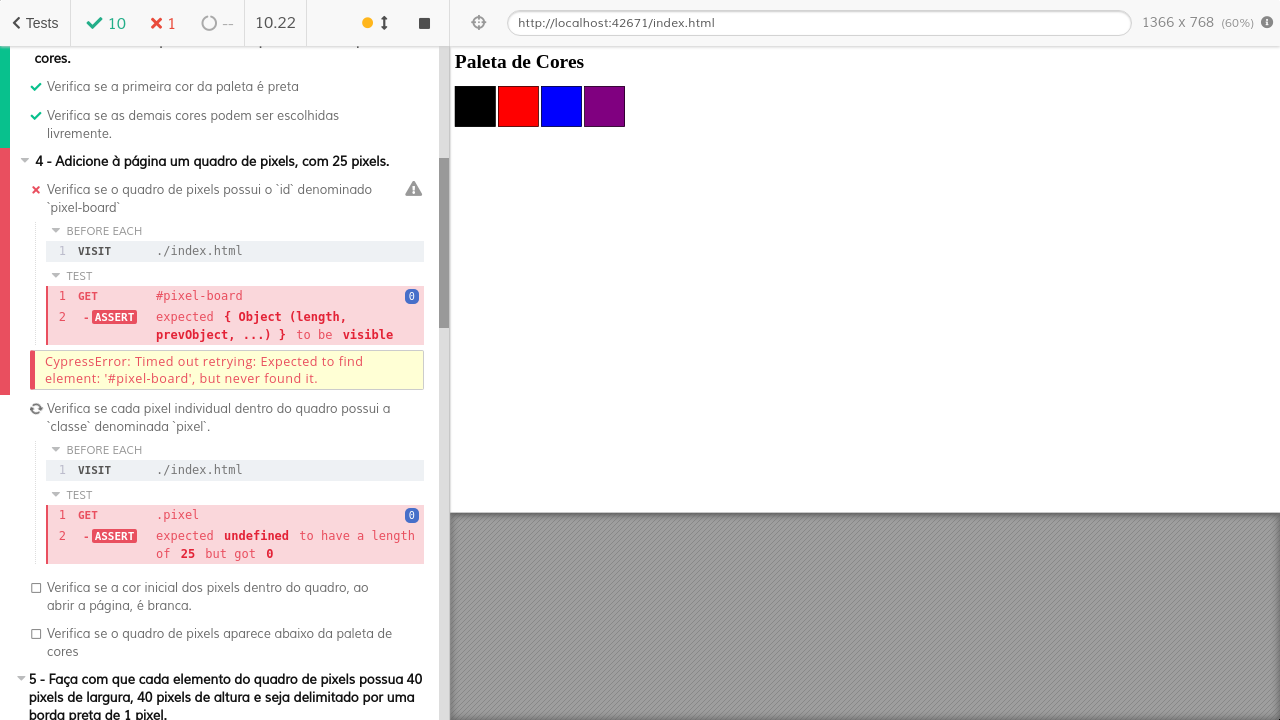 Tests
10
1
--
10.22
http://localhost:42671/index.html
1366 x 768 (60%)
cores.
Verifica se a primeira cor da paleta é preta
Verifica se as demais cores podem ser escolhidas
livremente.
4 - Adicione à página um quadro de pixels, com 25 pixels.
Verifica se o quadro de pixels possui o `id` denominado
`pixel-board`
BEFORE EACH
1 VISIT ./index.html
TEST
1 GET #pixel-board 0
2 -ASSERT expected { Object (length,
prevObject, ...) } to be visible
CypressError: Timed out retrying: Expected to find
element: '#pixel-board', but never found it.
Verifica se cada pixel individual dentro do quadro possui a
`classe` denominada `pixel`.
BEFORE EACH
1 VISIT ./index.html
TEST
1 GET .pixel 0
2 -ASSERT expected undefined to have a length
of 25 but got 0
Verifica se a cor inicial dos pixels dentro do quadro, ao
abrir a página, é branca.
Verifica se o quadro de pixels aparece abaixo da paleta de
cores
5 - Faça com que cada elemento do quadro de pixels possua 40
pixels de largura, 40 pixels de altura e seja delimitado por uma
borda preta de 1 pixel.
Paleta de Cores